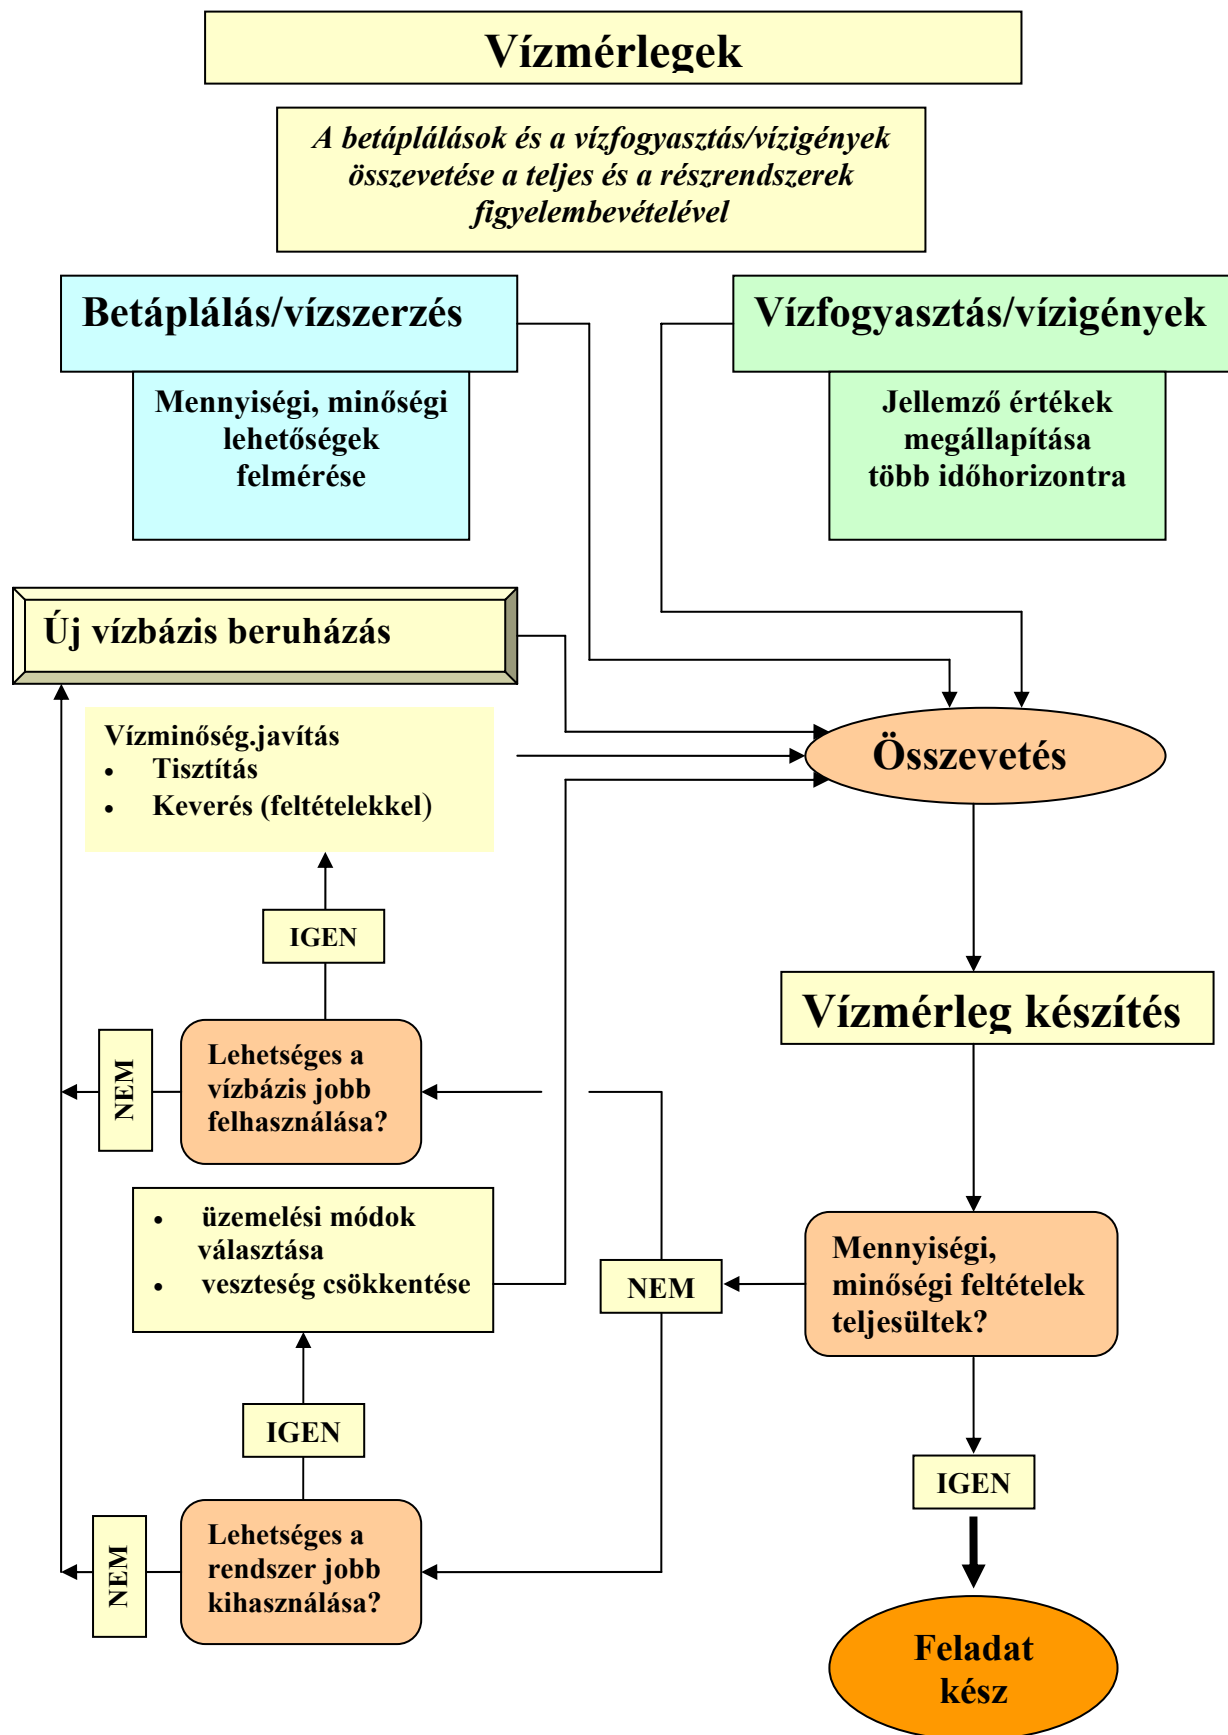 Vízmérlegek
A betáplálások és a vízfogyasztás/vízigények
összevetése a teljes és a részrendszerek
figyelembevételével
Betáplálás/vízszerzés
Mennyiségi, minőségi
lehetőségek
felmérése
Vízfogyasztás/vízigények
Jellemző értékek
megállapítása
több időhorizontra
Új vízbázis beruházás
Vízminőség.javítás
• Tisztítás
• Keverés (feltételekkel)
Összevetés
IGEN
Vízmérleg készítés
NEM
Lehetséges a
vízbázis jobb
felhasználása?
• üzemelési módok
választása
• veszteség csökkentése
NEM
Mennyiségi,
minőségi feltételek
teljesültek?
IGEN
IGEN
NEM
Lehetséges a
rendszer jobb
kihasználása?
Feladat
kész